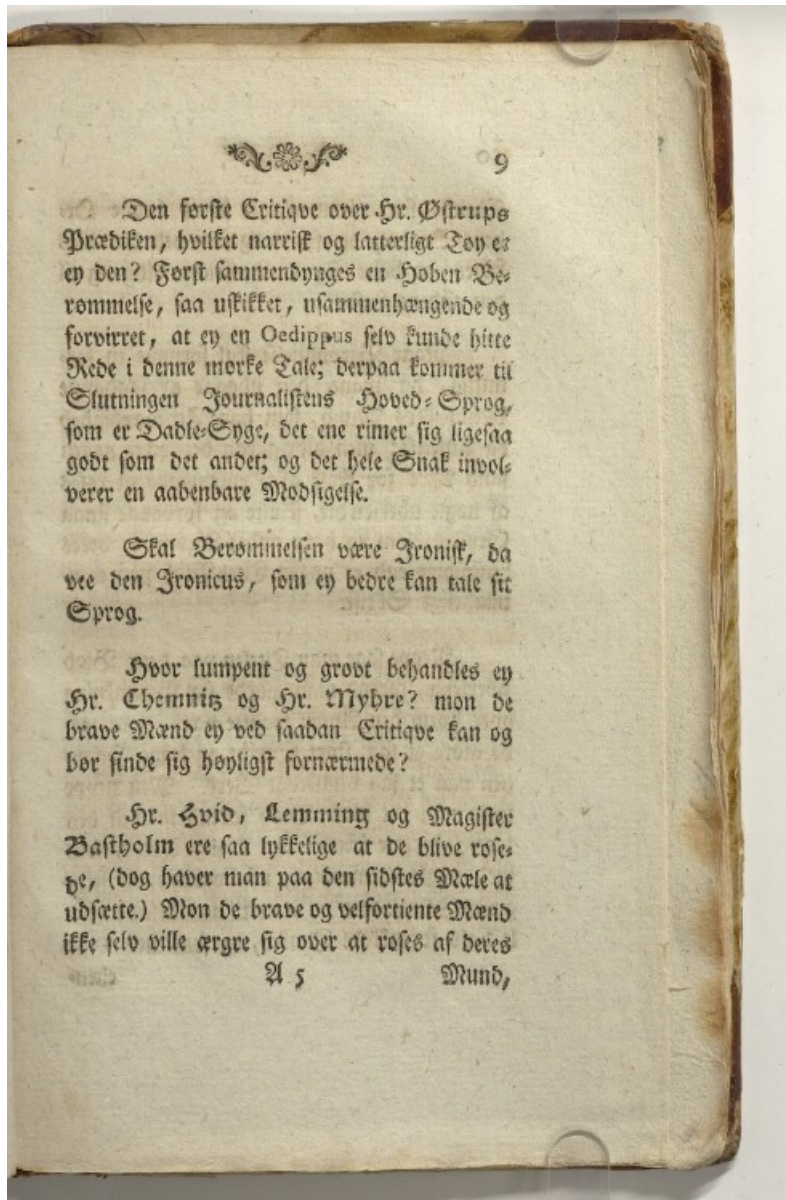 9
Den første Critiqve over Hr. Østrups
Prædiken, hvilket narrisk og latterligt Tøy er
ey den? Først sammendynges en Hoben Be-
rømmelse, saa uskikket, usammenhængende og
forvirret, at ey en Oedippus selv kunde hitte
Rede i denne mørke Tale; derpaa kommer til
Slutningen Journalistens Hoved-Sprog,
som er Dadle-Syge, det ene rimer sig ligesaa
godt som det andet; og det hele Snak invol-
verer en aabenbare Modsigelse.
Skal Berømmelsen være Ironisk, da
vee den Ironicus, som ey bedre kan tale sit
Sprog.
Hvor lumpent og grovt behandles ey
Hr. Chemnitz og Hr. Myhre? mon de
brave Mænd ey ved saadan Critiqve kan og
bør finde sig høyligst fornærmede?
Hr. Hvid, Lemming og Magister
Bastholm ere saa lykkelige at de blive rose-
de, (dog haver man paa den sidstes Mæle at
udsætte.) Mon de brave og velfortiente Mænd
ikke selv ville ærgre sig over at roses af deres
A 5 Mund,